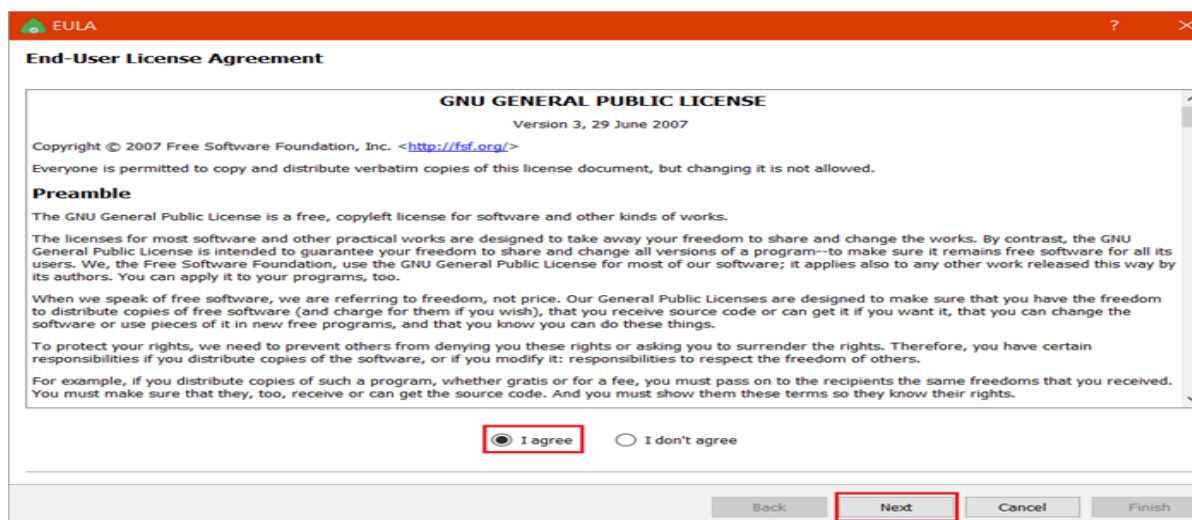 EULA ?
End-User License Agreement
GNU GENERAL PUBLIC LICENSE
Version 3, 29 June 2007
Copyright © 2007 Free Software Foundation, Inc. <http://fsf.org/>
Everyone is permitted to copy and distribute verbatim copies of this license document, but changing it is not allowed.
Preamble
The GNU General Public License is a free, copyleft license for software and other kinds of works.
The licenses for most software and other practical works are designed to take away your freedom to share and change the works. By contrast, the GNU
General Public License is intended to guarantee your freedom to share and change all versions of a program--to make sure it remains free software for all its
users. We, the Free Software Foundation, use the GNU General Public License for most of our software; it applies also to any other work released this way by
its authors. You can apply it to your programs, too.
When we speak of free software, we are referring to freedom, not price. Our General Public Licenses are designed to make sure that you have the freedom
to distribute copies of free software (and charge for them if you wish), that you receive source code or can get it if you want it, that you can change the
software or use pieces of it in new free programs, and that you know you can do these things.
To protect your rights, we need to prevent others from denying you these rights or asking you to surrender the rights. Therefore, you have certain
responsibilities if you distribute copies of the software, or if you modify it: responsibilities to respect the freedom of others.
For example, if you distribute copies of such a program, whether gratis or for a fee, you must pass on to the recipients the same freedoms that you received.
You must make sure that they, too, receive or can get the source code. And you must show them these terms so they know their rights.
I agree I don't agree
Back Next Cancel Finish